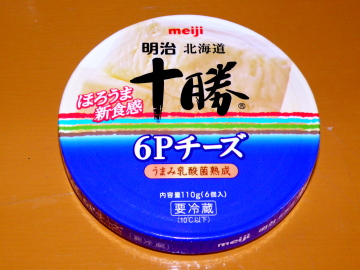 meiji
明治 北海道
十勝®
ほろうま
新食感
6Pチーズ
うまみ乳酸菌熟成
内容量110g(6個入)
要冷蔵
(10℃以下)